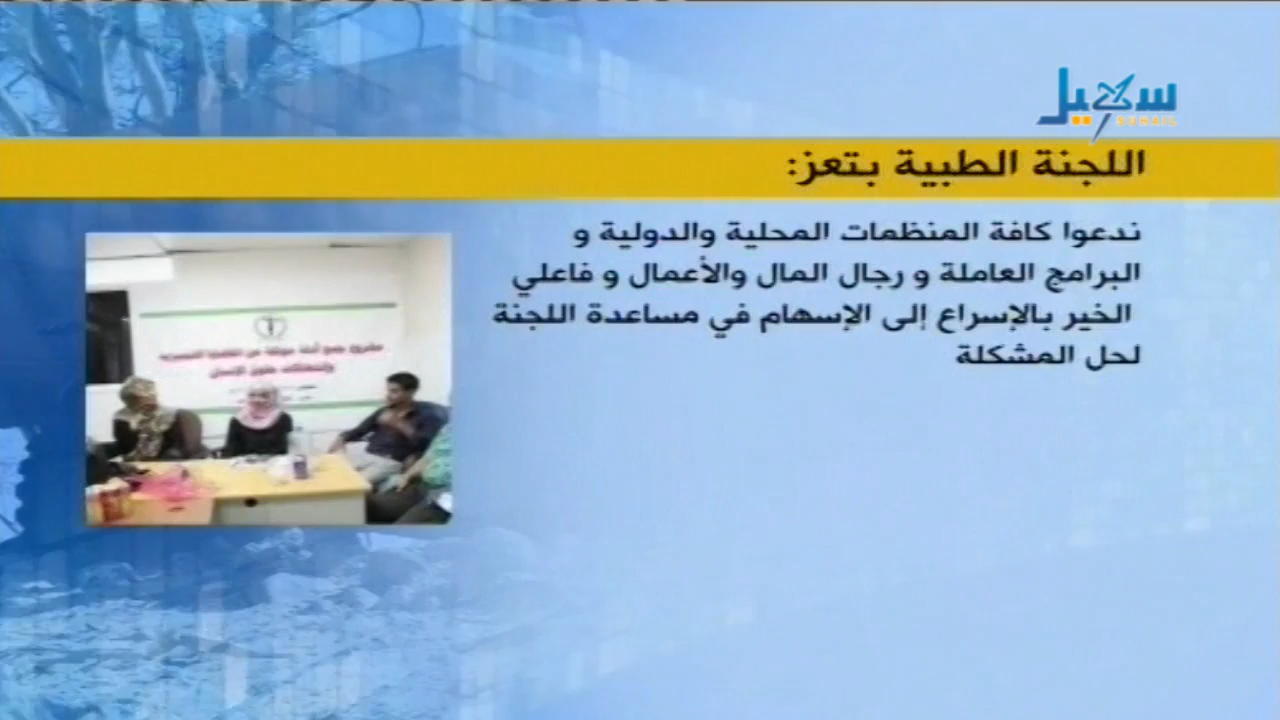 سهيل
SUHAIL
اللجنة الطبية بتعز:
ندعوا كافة المنظمات المحلية والدولية و
البرامج العاملة و رجال المال والأعمال و فاعلي
الخير بالإسراع إلى الإسهام في مساعدة اللجنة
لحل المشكلة